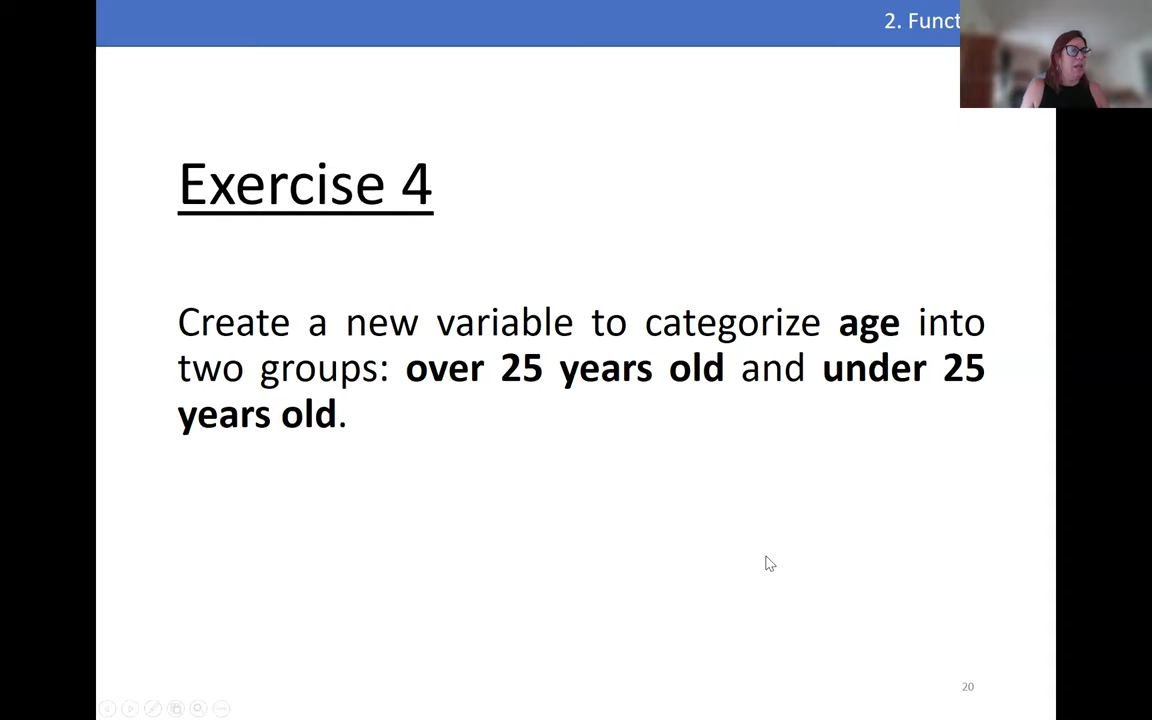 2. Funct
Exercise 4
Create a new variable to categorize age into
two groups: over 25 years old and under 25
years old.
20